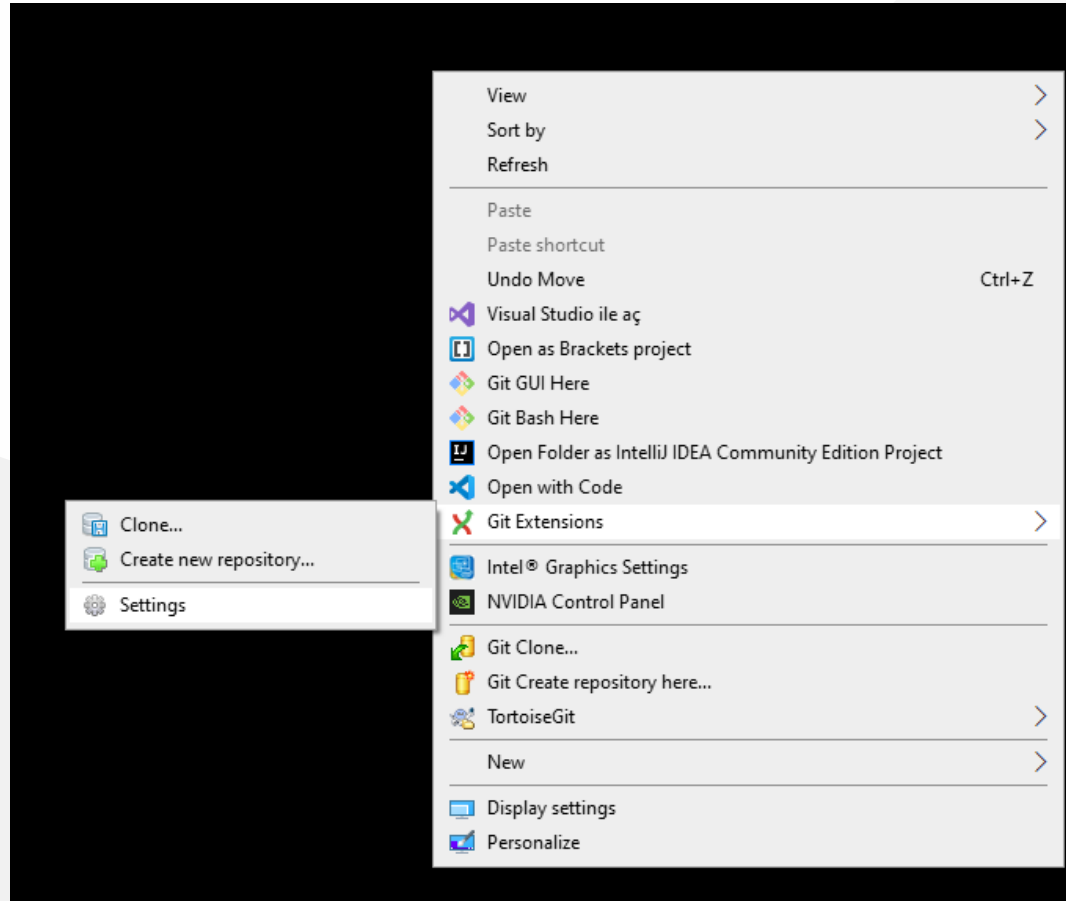 View
Sort by
Refresh
Paste
Paste shortcut
Undo Move Ctrl+Z
Visual Studio ile aç
Open as Brackets project
Git GUI Here
Git Bash Here
Open Folder as IntelliJ IDEA Community Edition Project
Open with Code
Git Extensions
Clone...
Create new repository...
Settings
Intel® Graphics Settings
NVIDIA Control Panel
Git Clone...
Git Create repository here...
TortoiseGit
New
Display settings
Personalize